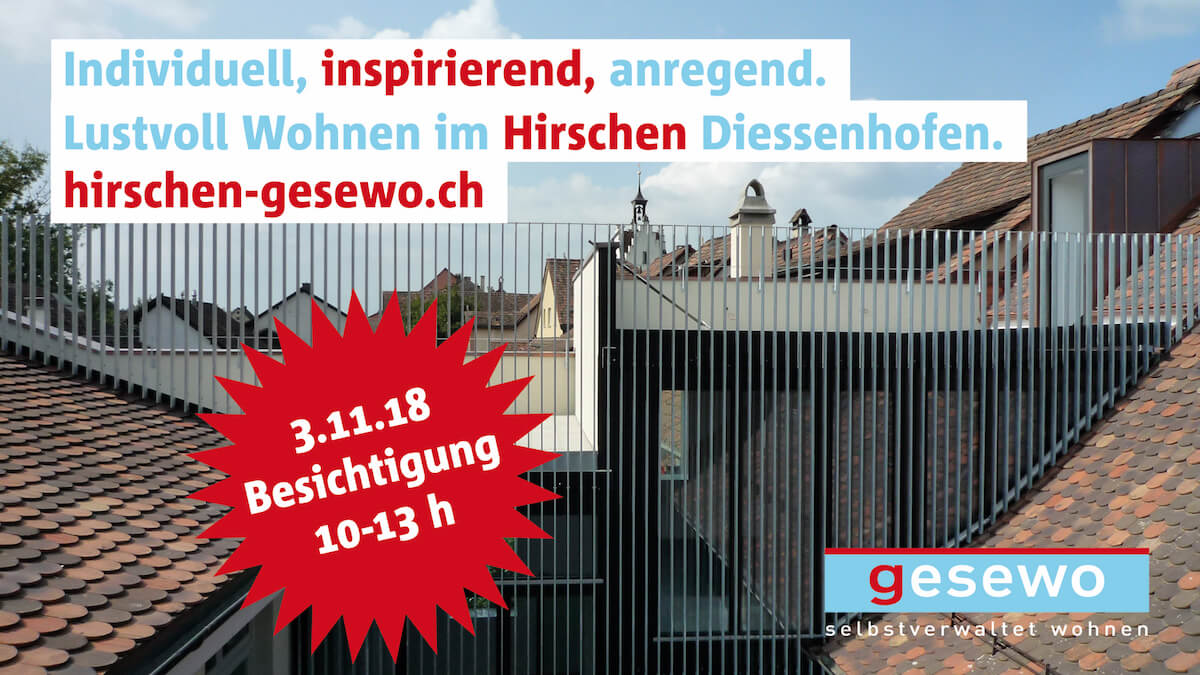 Individuell, inspirierend, anregend.
Lustvoll Wohnen im Hirschen Diessenhofen.
hirschen-gesewo.ch
3.11.18
Besichtigung
10-13 h
gesewo
selbstverwaltet wohnen